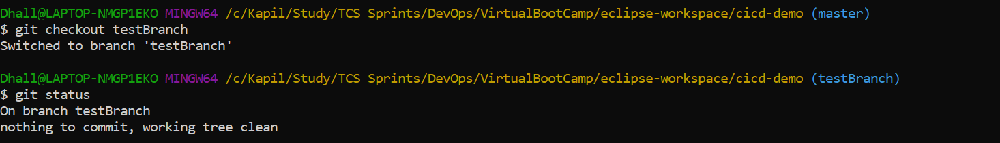 Dhall@LAPTOP-NMGP1EKO MINGW64 /c/Kapil/Study/TCS Sprints/DevOps/VirtualBootCamp/eclipse-workspace/cicd-demo (master)
$ git checkout testBranch
Switched to branch 'testBranch'
Dhall@LAPTOP-NMGP1EKO MINGW64 /c/Kapil/Study/TCS Sprints/DevOps/VirtualBootCamp/eclipse-workspace/cicd-demo (testBranch)
$ git status
On branch testBranch
nothing to commit, working tree clean